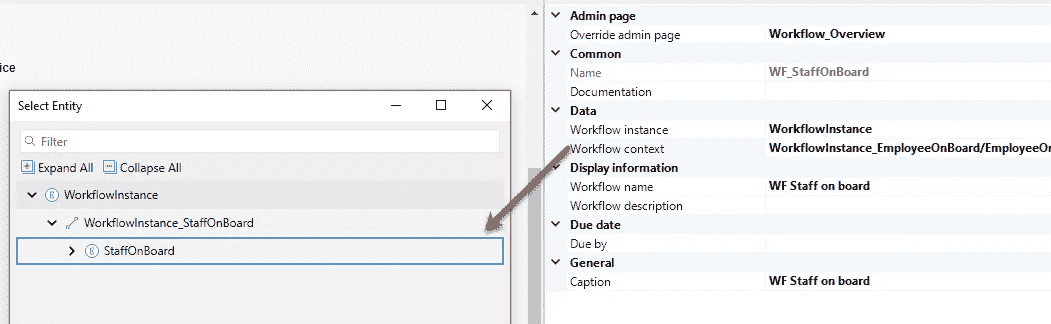 ice
Select Entity
Filter
Expand All Collapse All
WorkflowInstance
WorkflowInstance_StaffOnBoard
StaffOnBoard
Admin page
Override admin page Workflow_Overview
Common
Name WF_StaffOnBoard
Documentation
Data
Workflow instance WorkflowInstance
Workflow context WorkflowInstance_EmployeeOnBoard/EmployeeOn
Display information
Workflow name WF Staff on board
Workflow description
Due date
Due by
General
Caption WF Staff on board